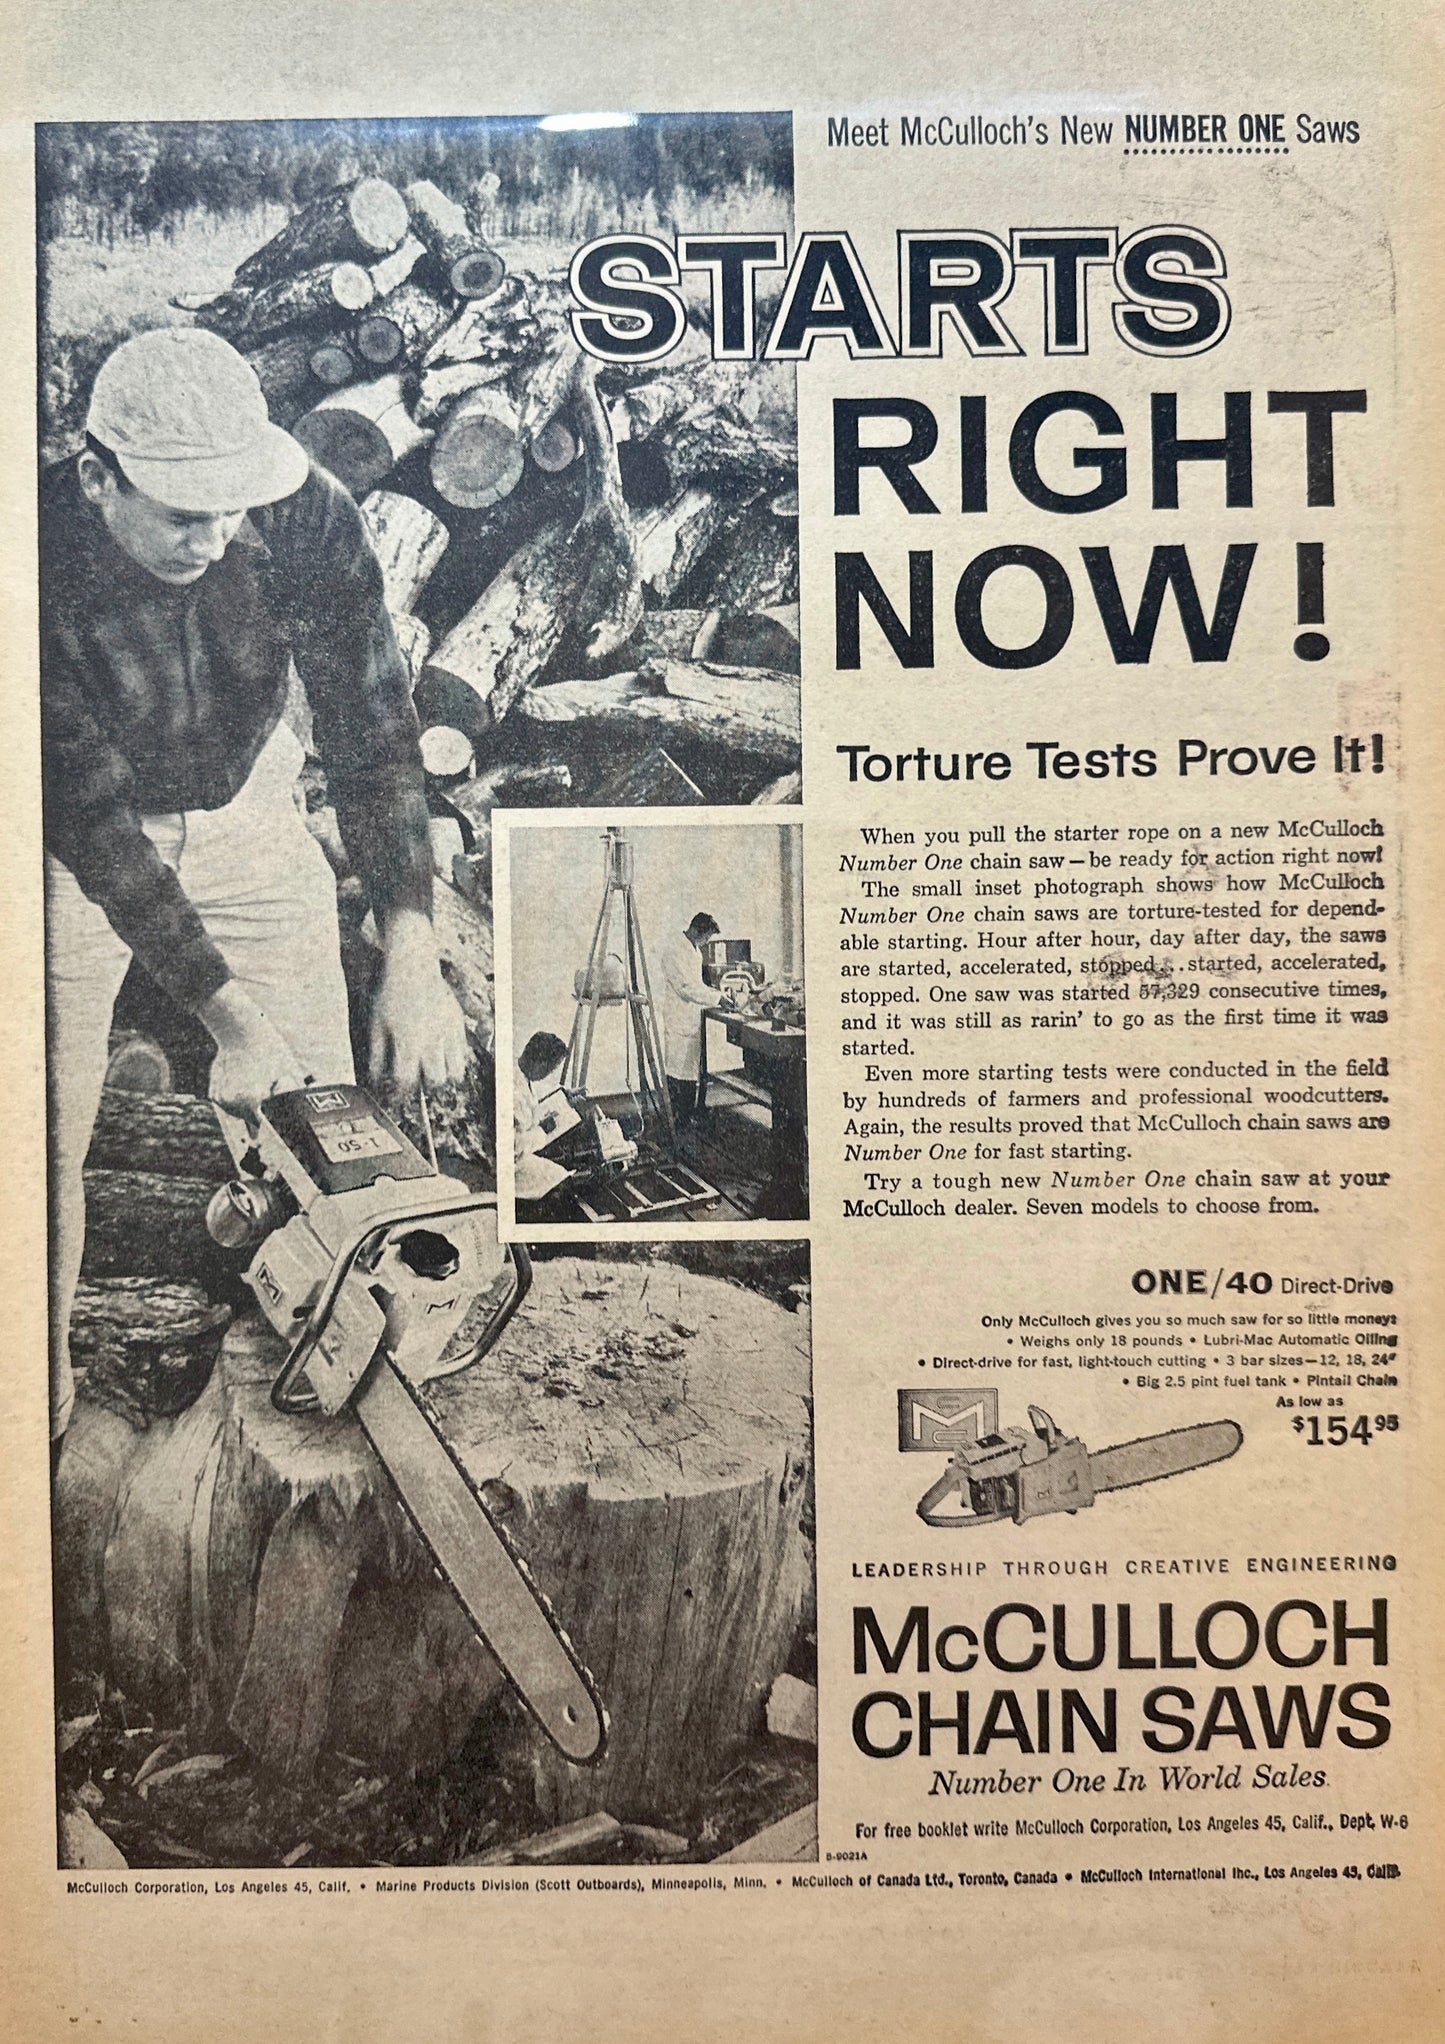 Meet McCulloch's New NUMBER ONE Saws
STARTS
RIGHT
NOW!
Torture Tests Prove It!
When you pull the starter rope on a new McCulloch
Number One chain saw—be ready for action right now!
The small inset photograph shows how McCulloch
Number One chain saws are torture-tested for depend-
able starting. Hour after hour, day after day, the saws
are started, accelerated, stopped...started, accelerated,
stopped. One saw was started 57,329 consecutive times,
and it was still as rarin' to go as the first time it was
started.
Even more starting tests were conducted in the field
by hundreds of farmers and professional woodcutters.
Again, the results proved that McCulloch chain saws are
Number One for fast starting.
Try a tough new Number One chain saw at your
McCulloch dealer. Seven models to choose from.
1-50
ONE/40 Direct-Drive
Only McCulloch gives you so much saw for so little money:
• Weighs only 18 pounds • Lubri-Mac Automatic Oiling
• Direct-drive for fast, light-touch cutting • 3 bar sizes—12, 18, 24"
• Big 2.5 pint fuel tank • Pintail Chain
As low as
$154.95
LEADERSHIP THROUGH CREATIVE ENGINEERING
McCULLOCH
CHAIN SAWS
Number One In World Sales
For free booklet write McCulloch Corporation, Los Angeles 45, Calif., Dept. W-6
B-9021A
McCulloch Corporation, Los Angeles 45, Calif. • Marine Products Division (Scott Outboards), Minneapolis, Minn. • McCulloch of Canada Ltd., Toronto, Canada • McCulloch International Inc., Los Angeles 45, Calif.